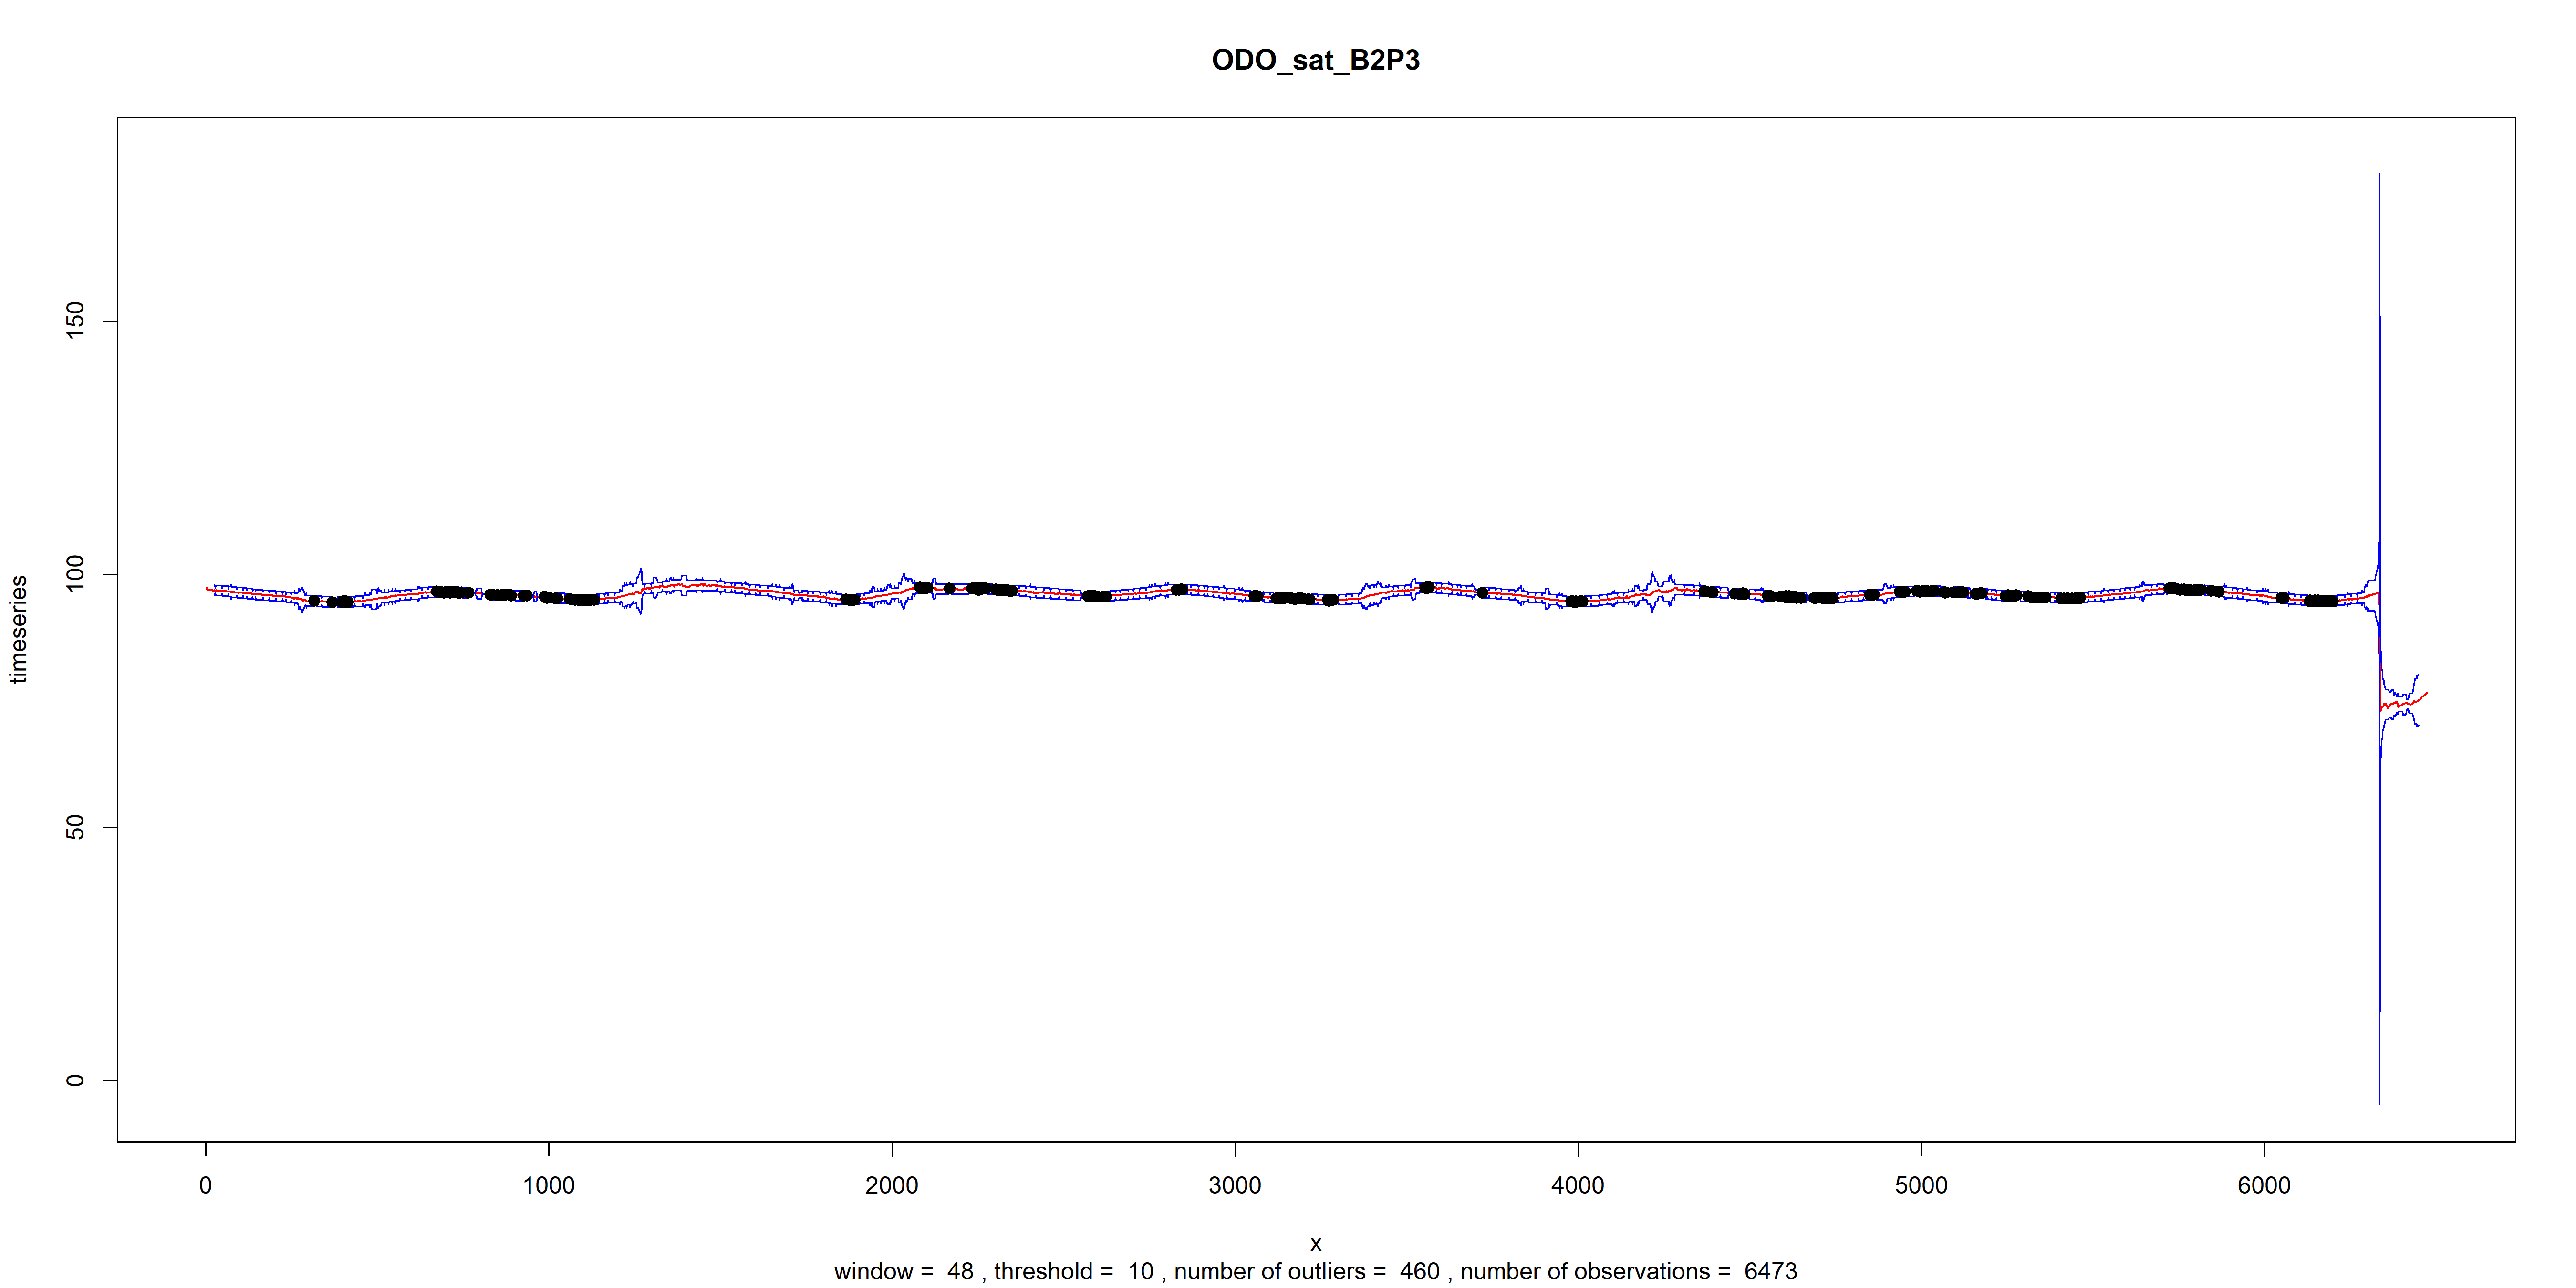 ODO_sat_B2P3
timeseries
150
100
50
0
0 1000 2000 3000 4000 5000 6000
x
window =  48 , threshold =  10 , number of outliers =  460 , number of observations =  6473